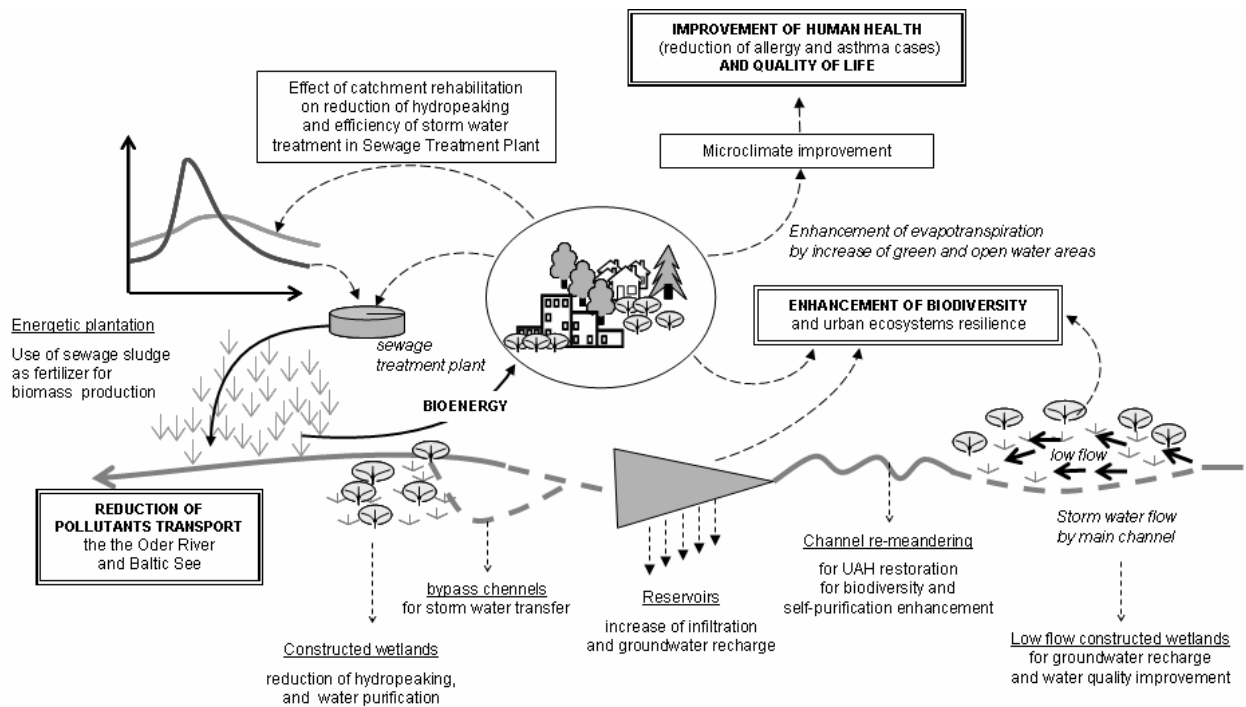 IMPROVEMENT OF HUMAN HEALTH
(reduction of allergy and asthma cases)
AND QUALITY OF LIFE
Effect of catchment rehabilitation
on reduction of hydropeaking
and efficiency of storm water
treatment in Sewage Treatment Plant
Microclimate improvement
Enhancement of evapotranspiration
by increase of green and open water areas
ENHANCEMENT OF BIODIVERSITY
and urban ecosystems resilience
Energetic plantation
Use of sewage sludge
as fertilizer for
biomass production
sewage
treatment plant
BIOENERGY
low flow
REDUCTION OF
POLLUTANTS TRANSPORT
the the Oder River
and Baltic See
Storm water flow
by main channel
bypass chennels
for storm water transfer
Constructed wetlands
reduction of hydropeaking,
and water purification
Reservoirs
increase of infiltration
and groundwater recharge
Channel re-meandering
for UAH restoration
for biodiversity and
self-purification enhancement
Low flow constructed wetlands
for groundwater recharge
and water quality improvement